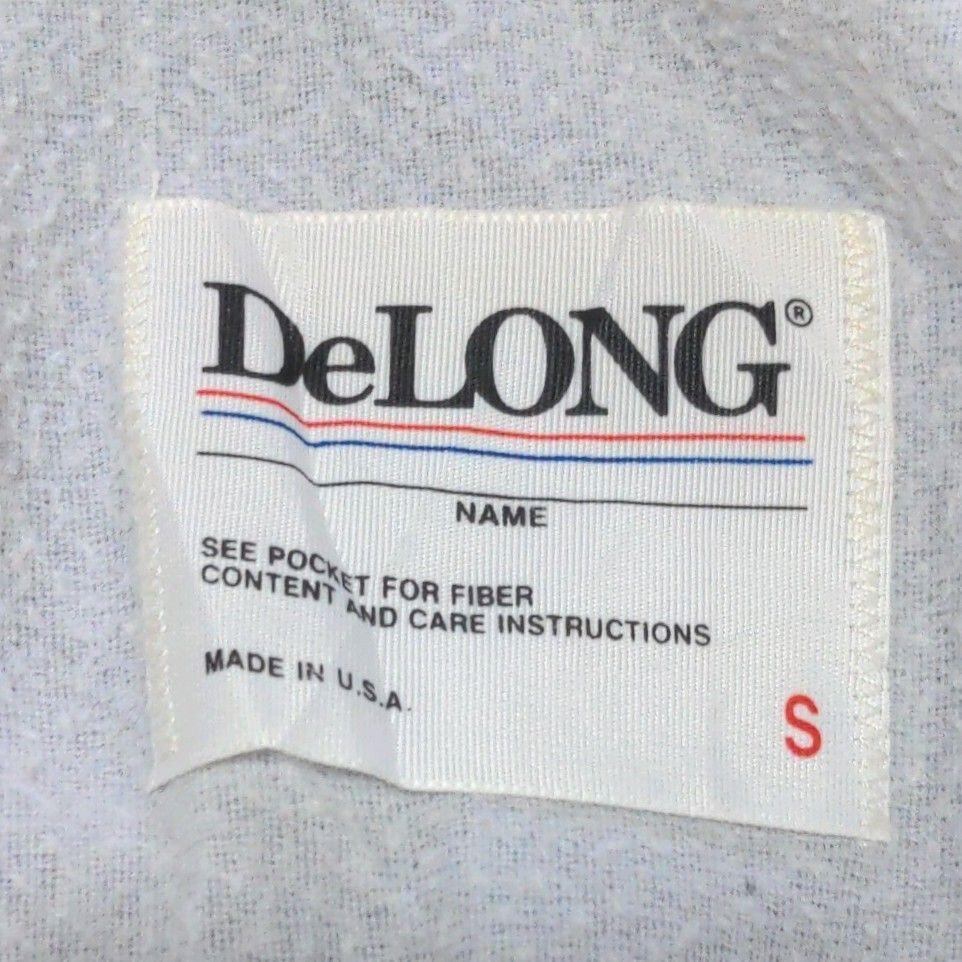 DeLONG®
NAME
SEE POCKET FOR FIBER
CONTENT AND CARE INSTRUCTIONS
MADE IN U.S.A.
S